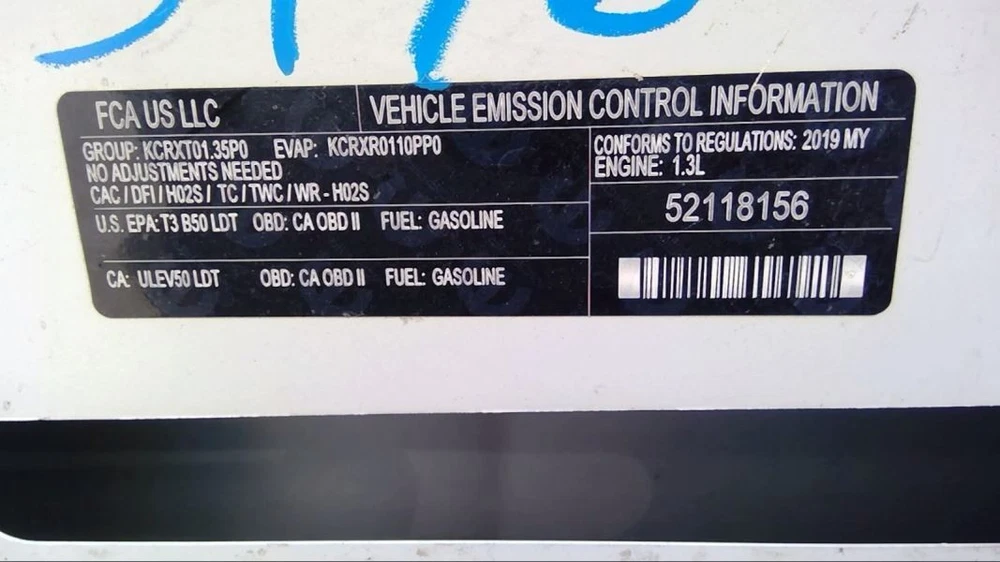 FCA US LLC
VEHICLE EMISSION CONTROL INFORMATION
GROUP: KCRXT01.35P0 EVAP: KCRXR0110PP0
NO ADJUSTMENTS NEEDED
CAC / DFI / H02S / TC / TWC / WR - H02S
U.S. EPA: T3 B50 LDT OBD: CA OBD II FUEL: GASOLINE
CA: ULEV50 LDT OBD: CA OBD II FUEL: GASOLINE
CONFORMS TO REGULATIONS: 2019 MY
ENGINE: 1.3L
52118156